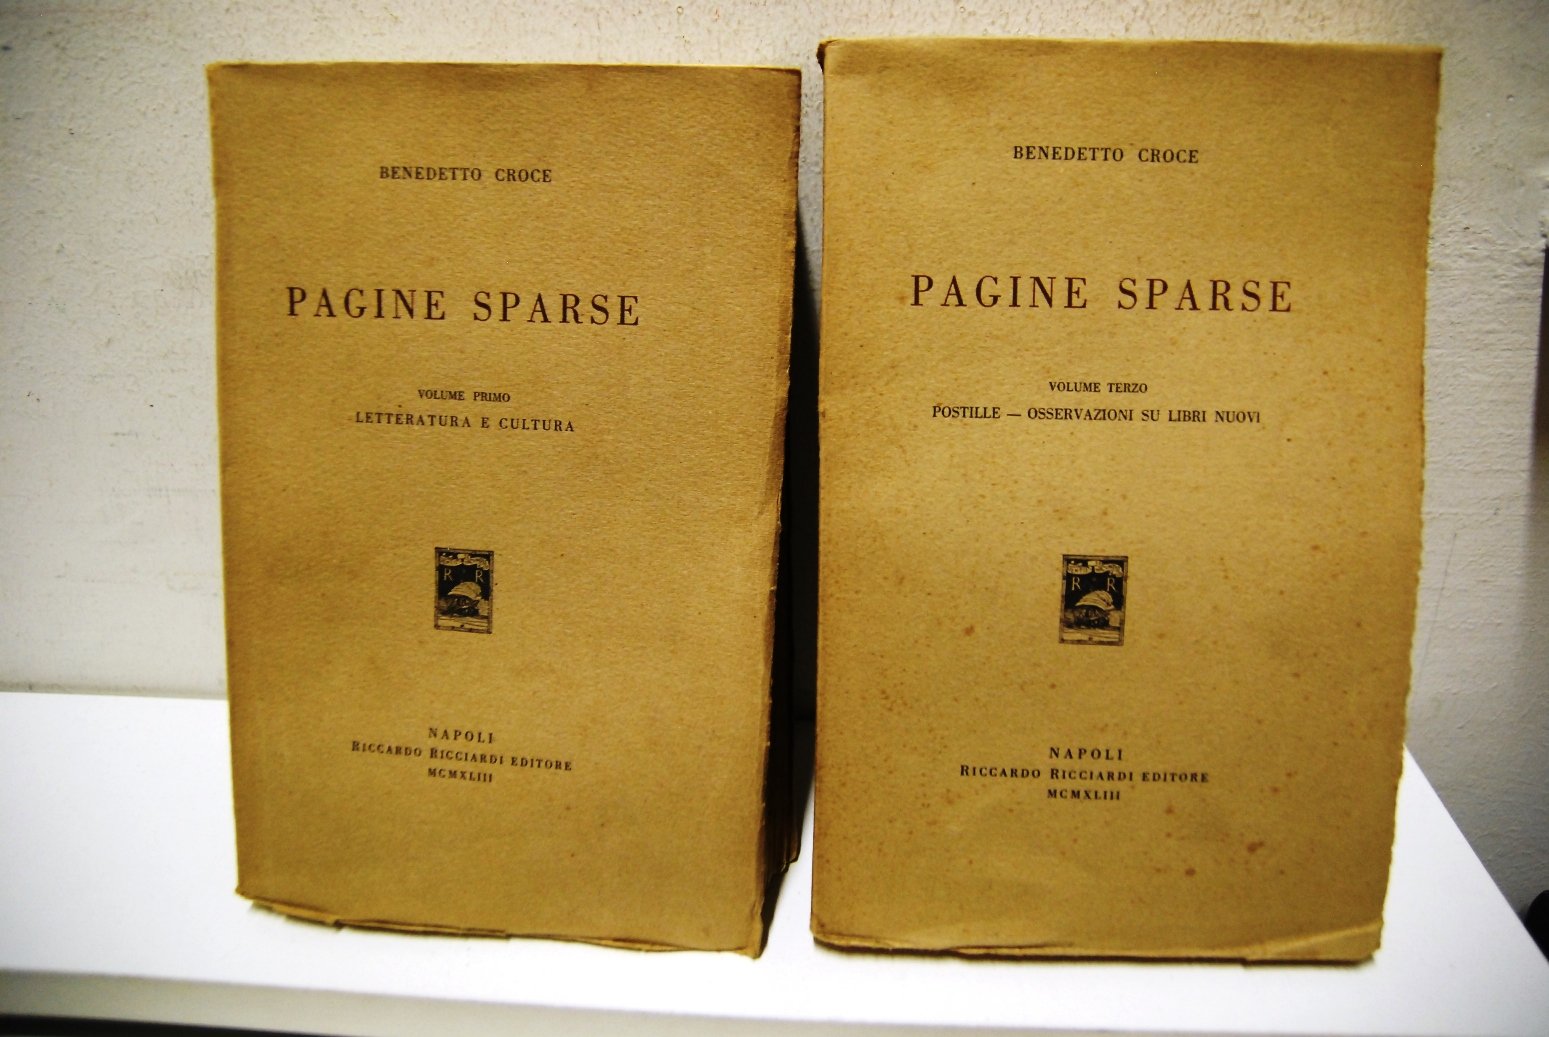 BENEDETTO CROCE
PAGINE SPARSE
VOLUME PRIMO
LETTERATURA E CULTURA
R R
NAPOLI
RICCARDO RICCIARDI EDITORE
MCMXLIII
BENEDETTO CROCE
PAGINE SPARSE
VOLUME TERZO
POSTILLE — OSSERVAZIONI SU LIBRI NUOVI
R R
NAPOLI
RICCARDO RICCIARDI EDITORE
MCMXLIII